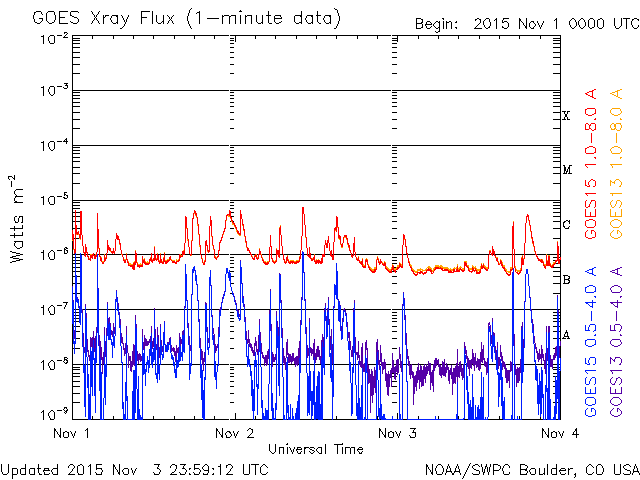 GOES Xray Flux (1-minute data)
Begin: 2015 Nov 1 0000 UTC
10⁻²
10⁻³
10⁻⁴
10⁻⁵
10⁻⁶
10⁻⁷
10⁻⁸
10⁻⁹
Watts m⁻²
X
M
C
B
A
GOES15 1.0-8.0 A
GOES13 1.0-8.0 A
GOES15 0.5-4.0 A
GOES13 0.5-4.0 A
Nov 1
Nov 2
Nov 3
Nov 4
Universal Time
Updated 2015 Nov 3 23:59:12 UTC
NOAA/SWPC Boulder, CO USA